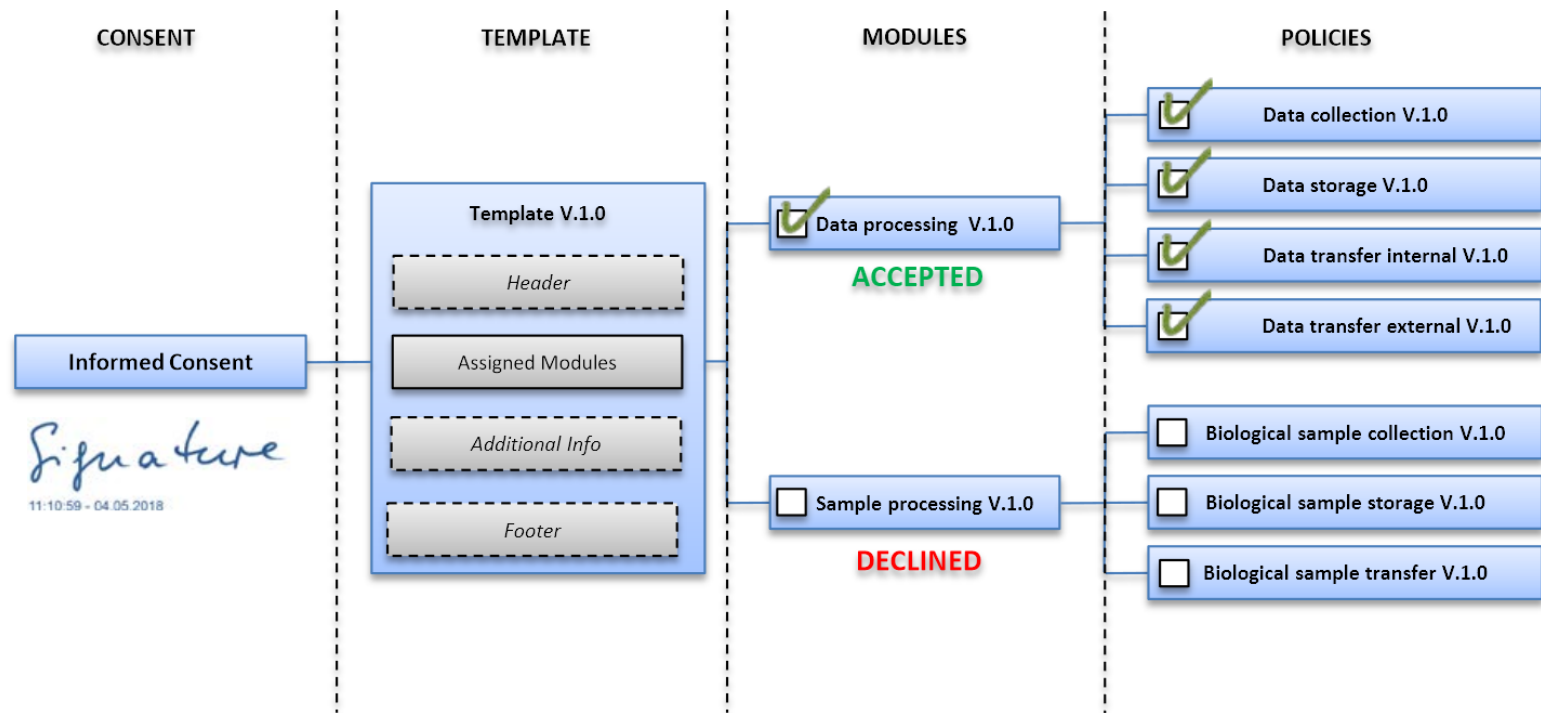 CONSENT
TEMPLATE
MODULES
POLICIES
Informed Consent
Signature
11:10:59 - 04.05.2018
Template V.1.0
Header
Assigned Modules
Additional Info
Footer
Data processing V.1.0
ACCEPTED
Sample processing V.1.0
DECLINED
Data collection V.1.0
Data storage V.1.0
Data transfer internal V.1.0
Data transfer external V.1.0
Biological sample collection V.1.0
Biological sample storage V.1.0
Biological sample transfer V.1.0